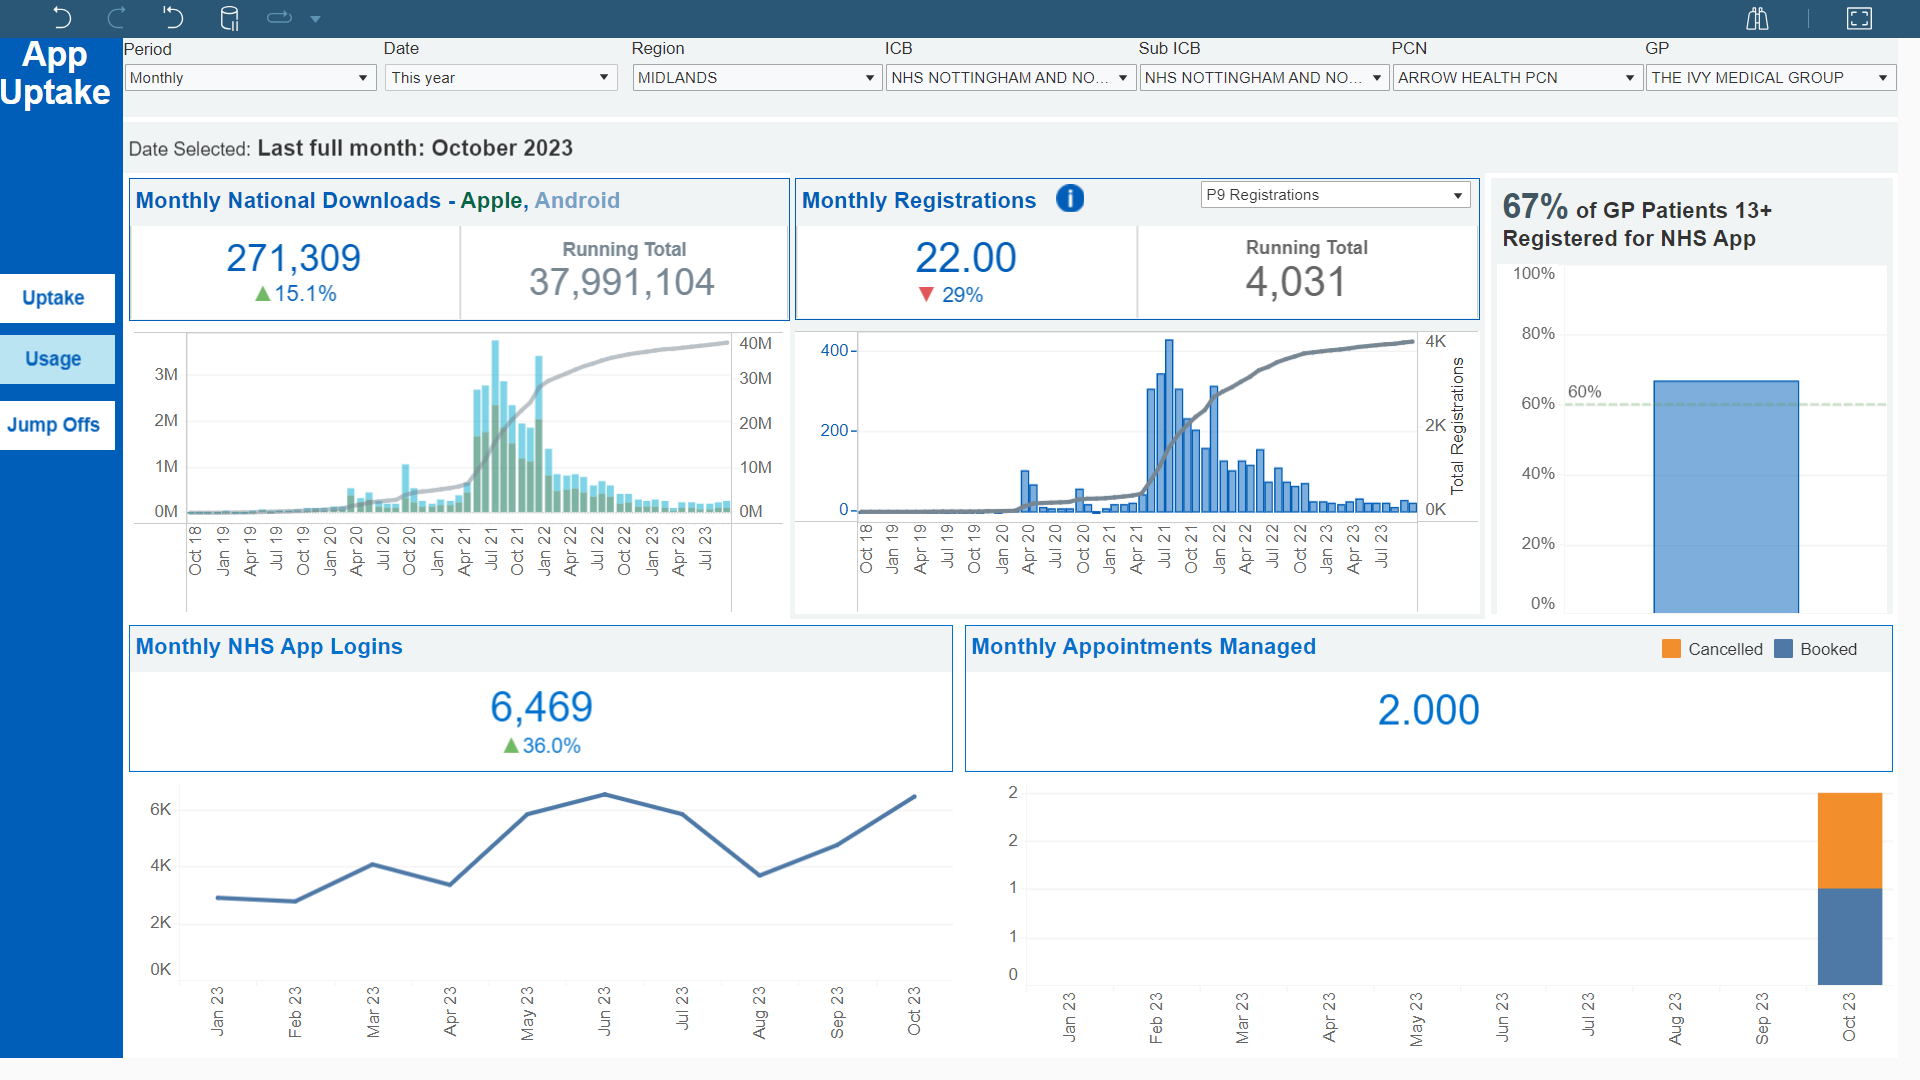 App
Uptake
Period
Date
Region
ICB
Sub ICB
PCN
GP
Monthly
This year
MIDLANDS
NHS NOTTINGHAM AND NO...
NHS NOTTINGHAM AND NO...
ARROW HEALTH PCN
THE IVY MEDICAL GROUP
Date Selected: Last full month: October 2023
Uptake
Usage
Jump Offs
Monthly National Downloads - Apple, Android
271,309
▲15.1%
Running Total
37,991,104
3M
2M
1M
0M
40M
30M
20M
10M
0M
Oct 18
Jan 19
Apr 19
Jul 19
Oct 19
Jan 20
Apr 20
Jul 20
Oct 20
Jan 21
Apr 21
Jul 21
Oct 21
Jan 22
Apr 22
Jul 22
Oct 22
Jan 23
Apr 23
Jul 23
Monthly Registrations
i
P9 Registrations
22.00
▼ 29%
Running Total
4,031
400
200
0
4K
2K
0K
Total Registrations
Oct 18
Jan 19
Apr 19
Jul 19
Oct 19
Jan 20
Apr 20
Jul 20
Oct 20
Jan 21
Apr 21
Jul 21
Oct 21
Jan 22
Apr 22
Jul 22
Oct 22
Jan 23
Apr 23
Jul 23
67% of GP Patients 13+
Registered for NHS App
100%
80%
60%
40%
20%
0%
60%
Monthly NHS App Logins
6,469
▲36.0%
6K
4K
2K
0K
Jan 23
Feb 23
Mar 23
Apr 23
May 23
Jun 23
Jul 23
Aug 23
Sep 23
Oct 23
Monthly Appointments Managed
Cancelled
Booked
2.000
2
2
1
1
0
Jan 23
Feb 23
Mar 23
Apr 23
May 23
Jun 23
Jul 23
Aug 23
Sep 23
Oct 23